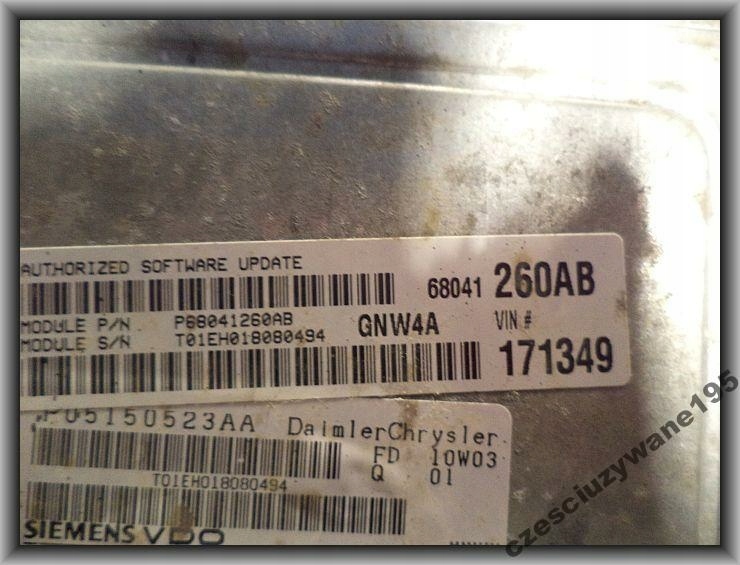 AUTHORIZED SOFTWARE UPDATE
68041 260AB
MODULE P/N P68041260AB GNW4A VIN #
MODULE S/N T01EH018080494
171349
P05150523AA DaimlerChrysler
FD 10W03
Q 01
T01EH018080494
SIEMENS VDO
czesciuzywane195